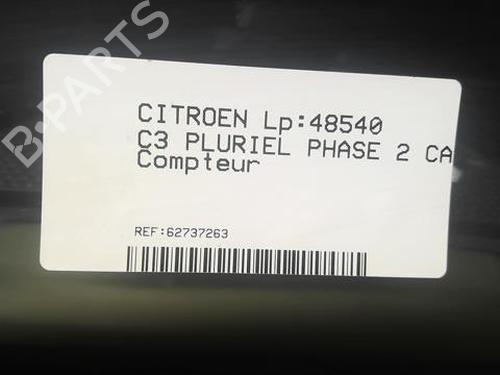 CITROEN Lp:48540
C3 PLURIEL PHASE 2 CA
Compteur
REF:62737263
B-PARTS